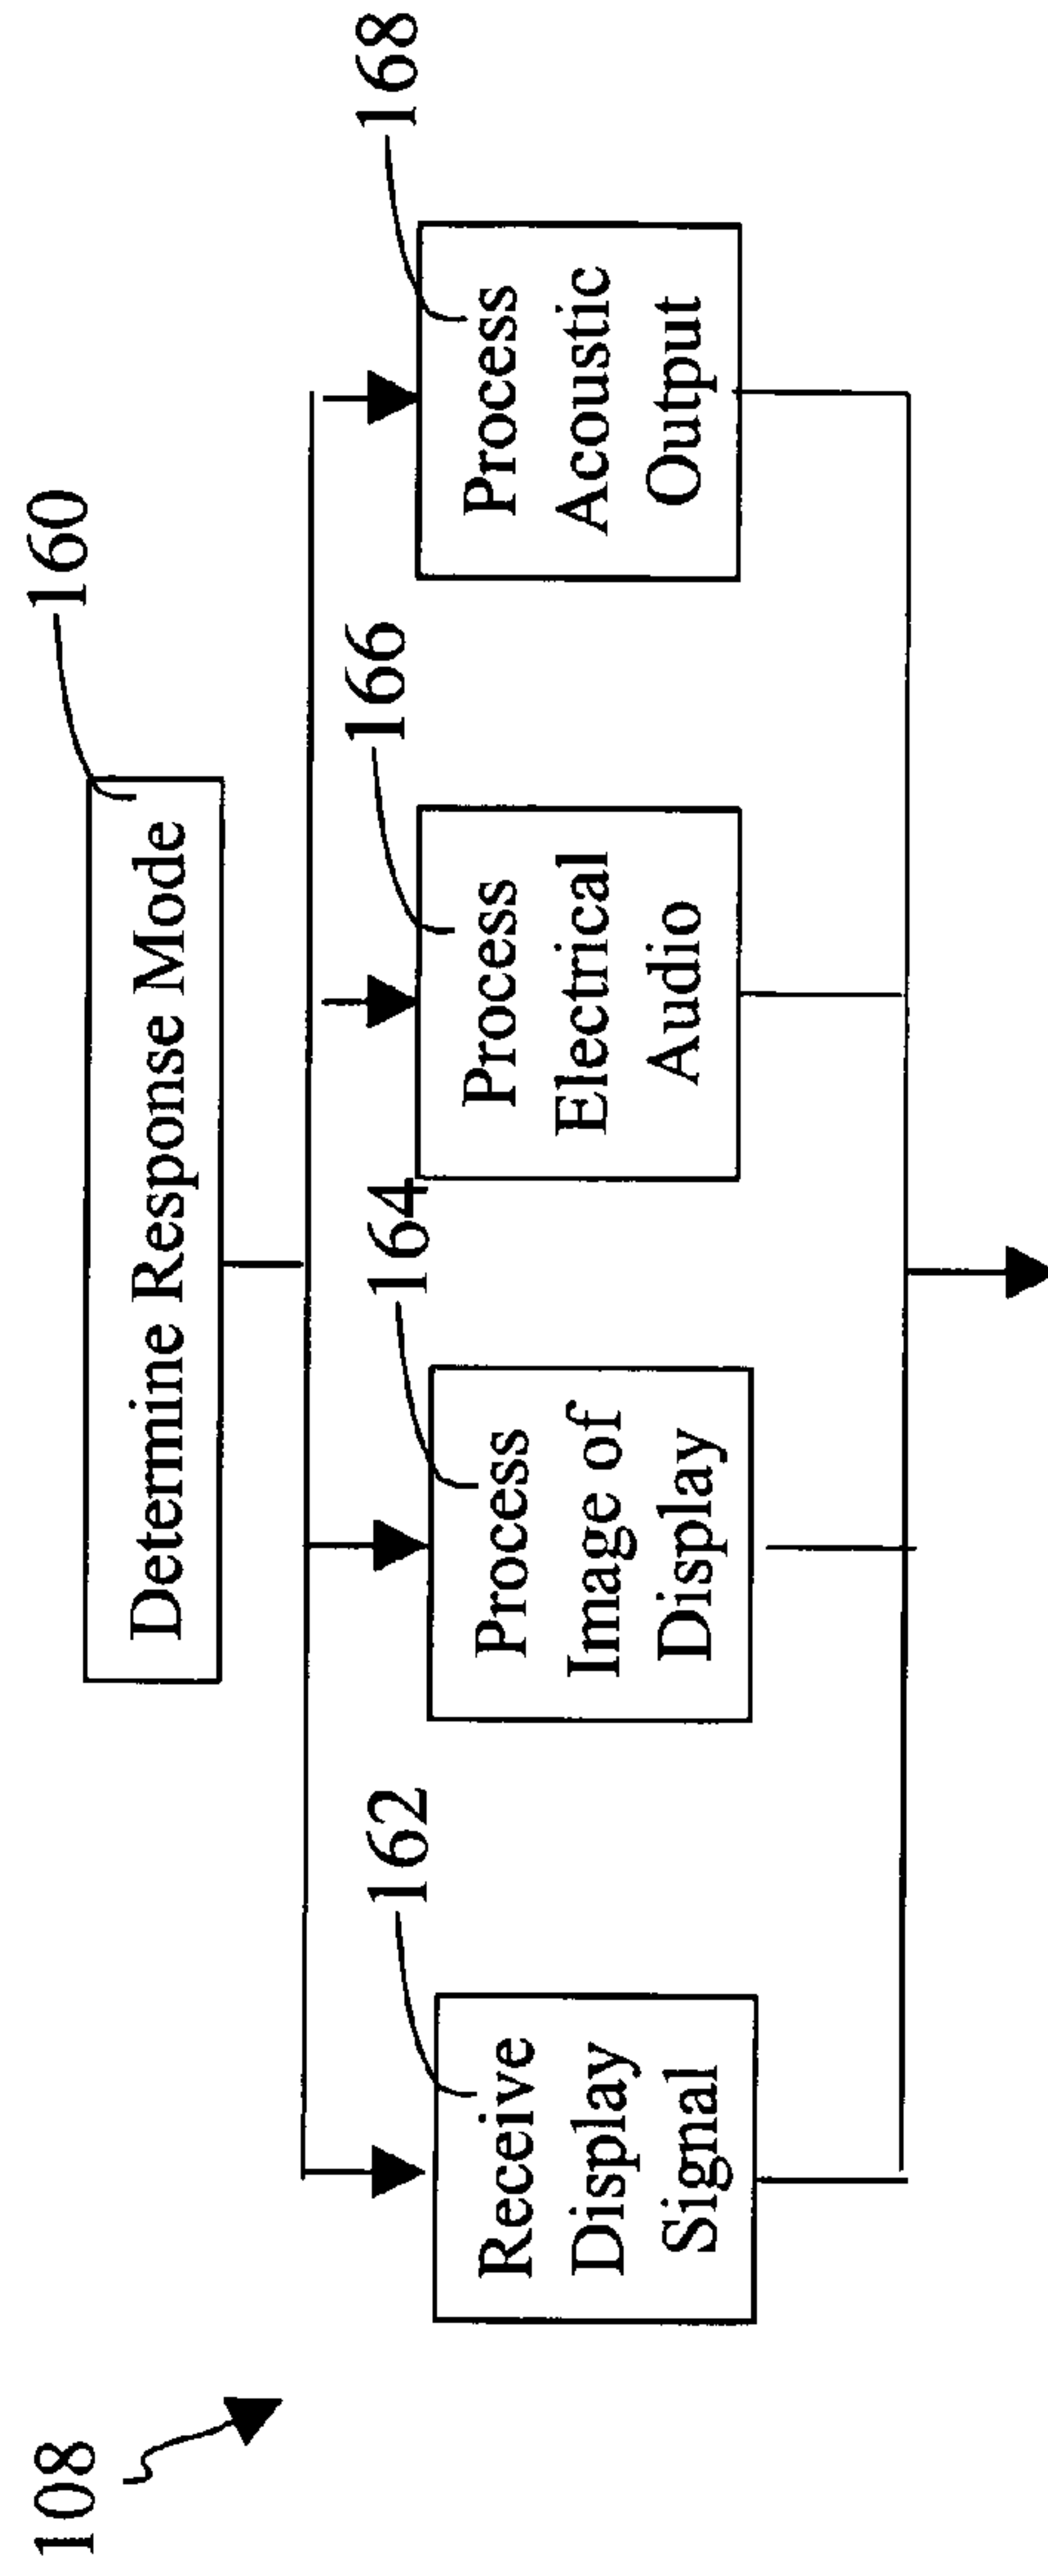 108
160
Determine Response Mode
162
Receive
Display
Signal
164
Process
Image of
Display
166
Process
Electrical
Audio
168
Process
Acoustic
Output